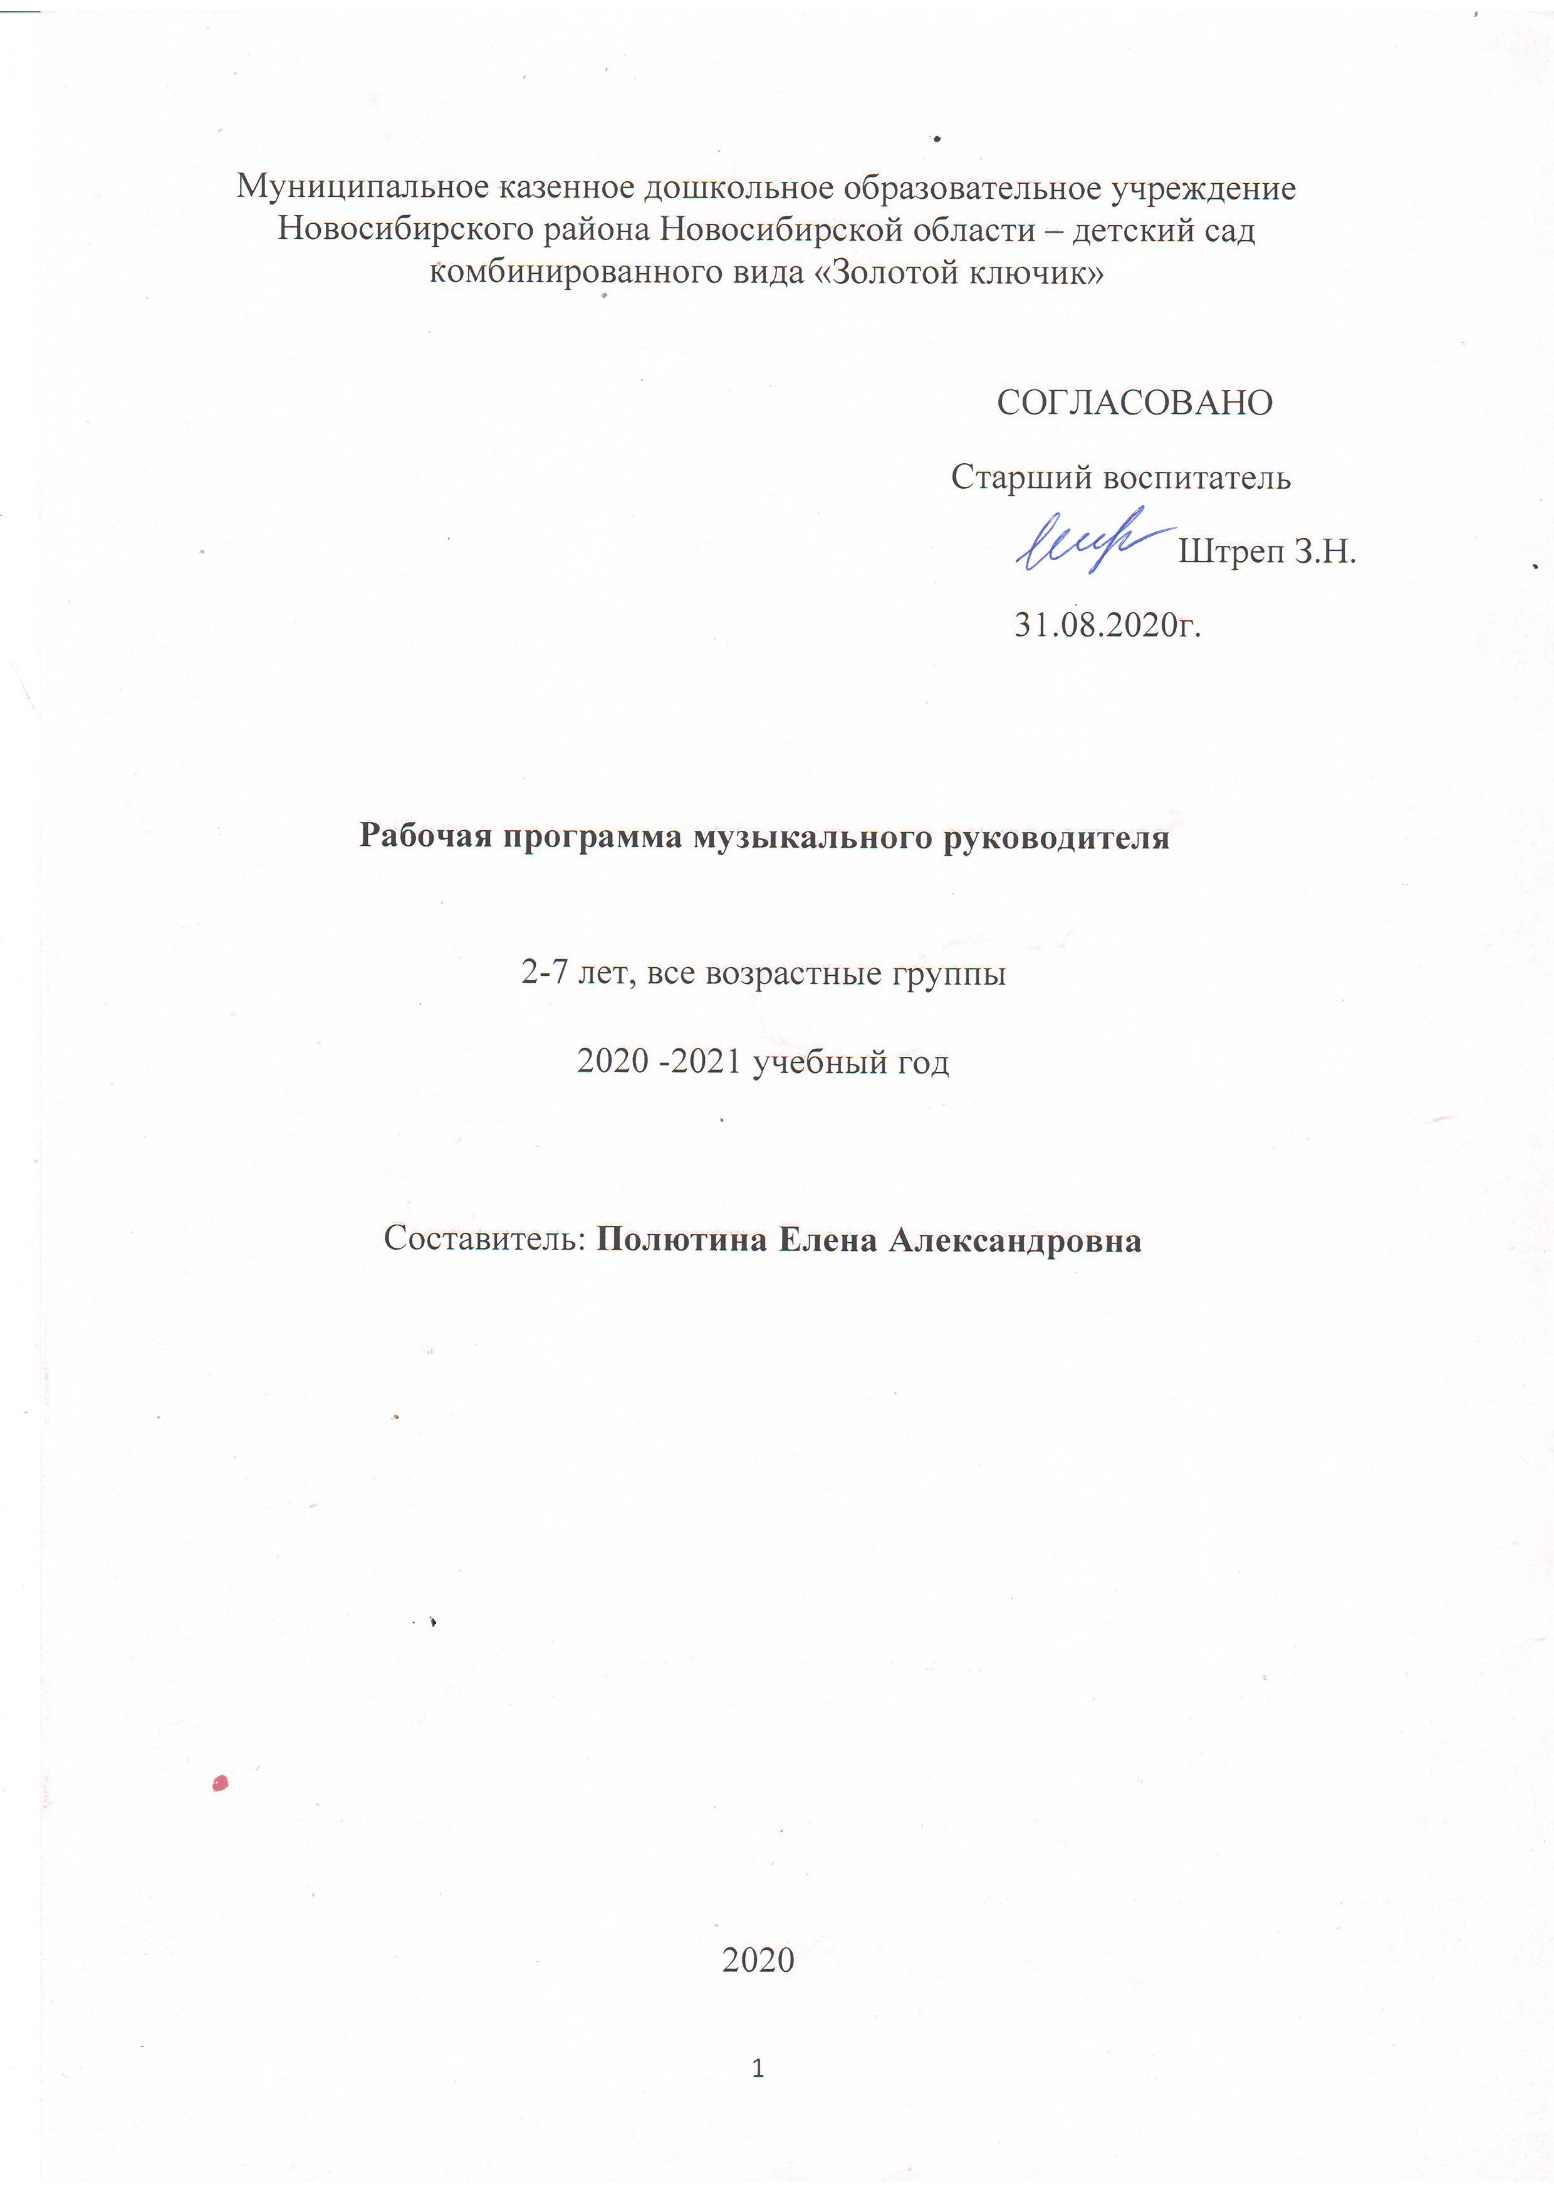 Муниципальное казенное дошкольное образовательное учреждение
Новосибирского района Новосибирской области – детский сад
комбинированного вида «Золотой ключик»
СОГЛАСОВАНО
Старший воспитатель
Штреп З.Н.
31.08.2020г.
Рабочая программа музыкального руководителя
2-7 лет, все возрастные группы
2020 -2021 учебный год
Составитель: Полютина Елена Александровна
2020
1